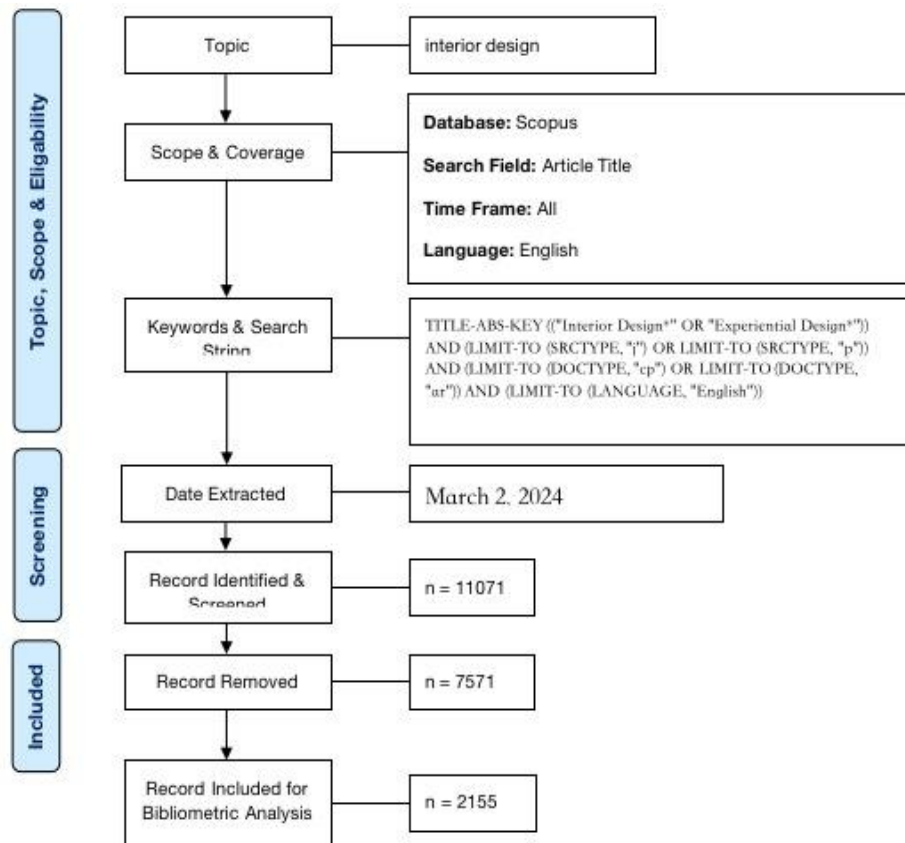 Topic, Scope & Eligability
Topic
interior design
Scope & Coverage
Database: Scopus
Search Field: Article Title
Time Frame: All
Language: English
Keywords & Search
String
TITLE-ABS-KEY (("Interior Design*" OR "Experiential Design*"))
AND (LIMIT-TO (SRCTYPE, "j") OR LIMIT-TO (SRCTYPE, "p"))
AND (LIMIT-TO (DOCTYPE, "cp") OR LIMIT-TO (DOCTYPE,
"ar")) AND (LIMIT-TO (LANGUAGE, "English"))
Screening
Date Extracted
March 2, 2024
Record Identified &
Screened
n = 11071
Included
Record Removed
n = 7571
Record Included for
Bibliometric Analysis
n = 2155